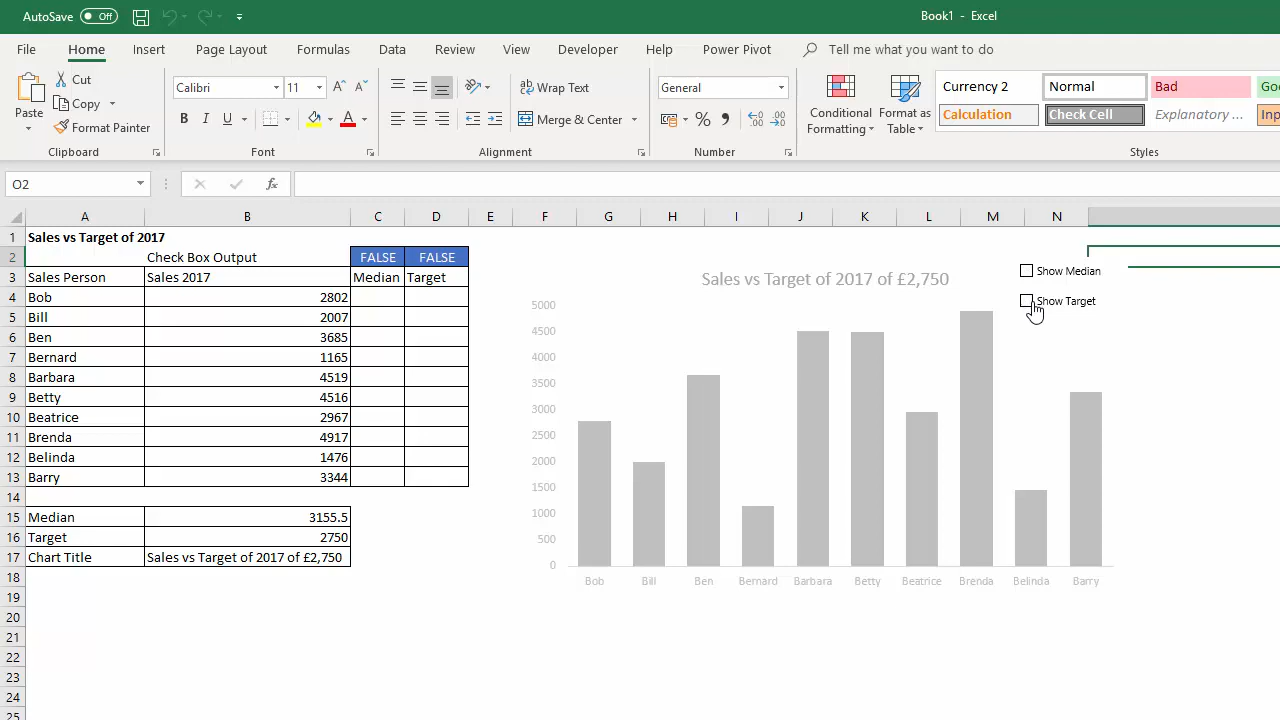 AutoSave Off
Book1 - Excel
File Home Insert Page Layout Formulas Data Review View Developer Help Power Pivot Tell me what you want to do
Paste
Cut
Copy
Format Painter
Clipboard
Calibri 11
B I U
Font
Wrap Text
Merge & Center
Alignment
General
Number
Conditional Formatting
Format as Table
Currency 2 Normal Bad
Calculation Check Cell Explanatory ...
Styles
O2
fx
A B C D E F G H I J K L M N
1 Sales vs Target of 2017
2 Check Box Output FALSE FALSE
3 Sales Person Sales 2017 Median Target
4 Bob 2802
5 Bill 2007
6 Ben 3685
7 Bernard 1165
8 Barbara 4519
9 Betty 4516
10 Beatrice 2967
11 Brenda 4917
12 Belinda 1476
13 Barry 3344
14
15 Median 3155.5
16 Target 2750
17 Chart Title Sales vs Target of 2017 of £2,750
18
19
20
21
22
23
24
25
Sales vs Target of 2017 of £2,750
Show Median
Show Target
5000
4500
4000
3500
3000
2500
2000
1500
1000
500
0
Bob Bill Ben Bernard Barbara Betty Beatrice Brenda Belinda Barry